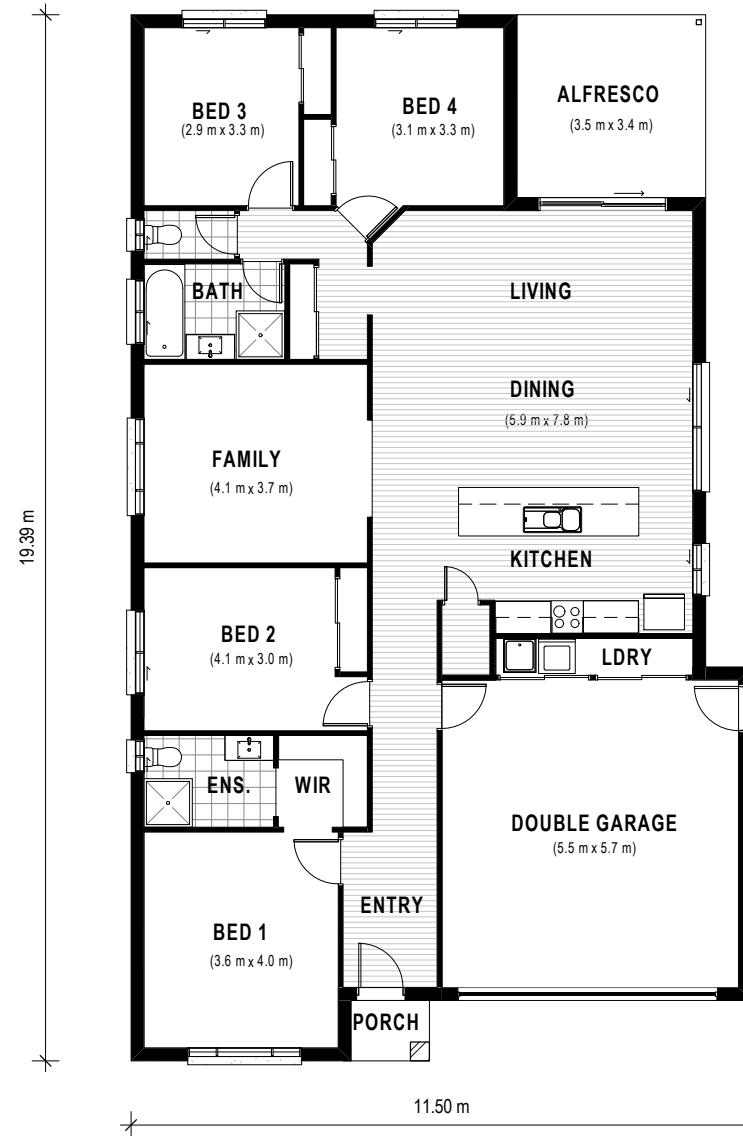 BED 3
(2.9 m x 3.3 m)
BED 4
(3.1 m x 3.3 m)
ALFRESCO
(3.5 m x 3.4 m)
BATH
LIVING
DINING
(5.9 m x 7.8 m)
FAMILY
(4.1 m x 3.7 m)
19.39 m
KITCHEN
BED 2
(4.1 m x 3.0 m)
LDRY
ENS.
WIR
DOUBLE GARAGE
(5.5 m x 5.7 m)
ENTRY
BED 1
(3.6 m x 4.0 m)
PORCH
11.50 m